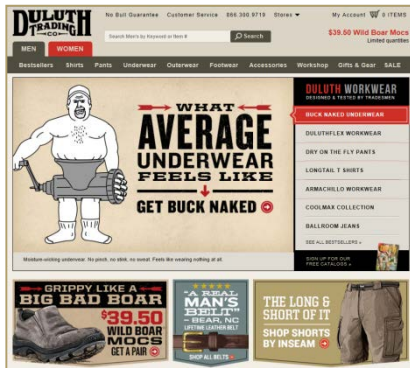 DULUTH
TRADING
CO
No Bull Guarantee Customer Service 866.300.9719 Stores
My Account 0 ITEMS
Search Men's by Keyword or Item #
Search
$39.50 Wild Boar Mocs
Limited quantities
MEN
WOMEN
Bestsellers Shirts Pants Underwear Outerwear Footwear Accessories Workshop Gifts & Gear SALE
WHAT
AVERAGE
UNDERWEAR
FEELS LIKE
GET BUCK NAKED
Moisture-wicking underwear. No pinch, no stink, no sweat. Feels like wearing nothing at all.
DULUTH WORKWEAR
DESIGNED & TESTED BY TRADESMEN
BUCK NAKED UNDERWEAR
DULUTHFLEX WORKWEAR
DRY ON THE FLY PANTS
LONGTAIL T SHIRTS
ARMACHILLO WORKWEAR
COOLMAX COLLECTION
BALLROOM JEANS
SEE ALL BESTSELLERS »
SIGN UP FOR OUR
FREE CATALOGS »
GRIPPY LIKE A
BIG BAD BOAR
$39.50
WILD BOAR
MOCS
GET A PAIR
"A REAL
MAN'S
BELT"
– BEAR, NC
LIFETIME LEATHER BELT
SHOP ALL BELTS
THE LONG &
SHORT OF IT
SHOP SHORTS
BY INSEAM